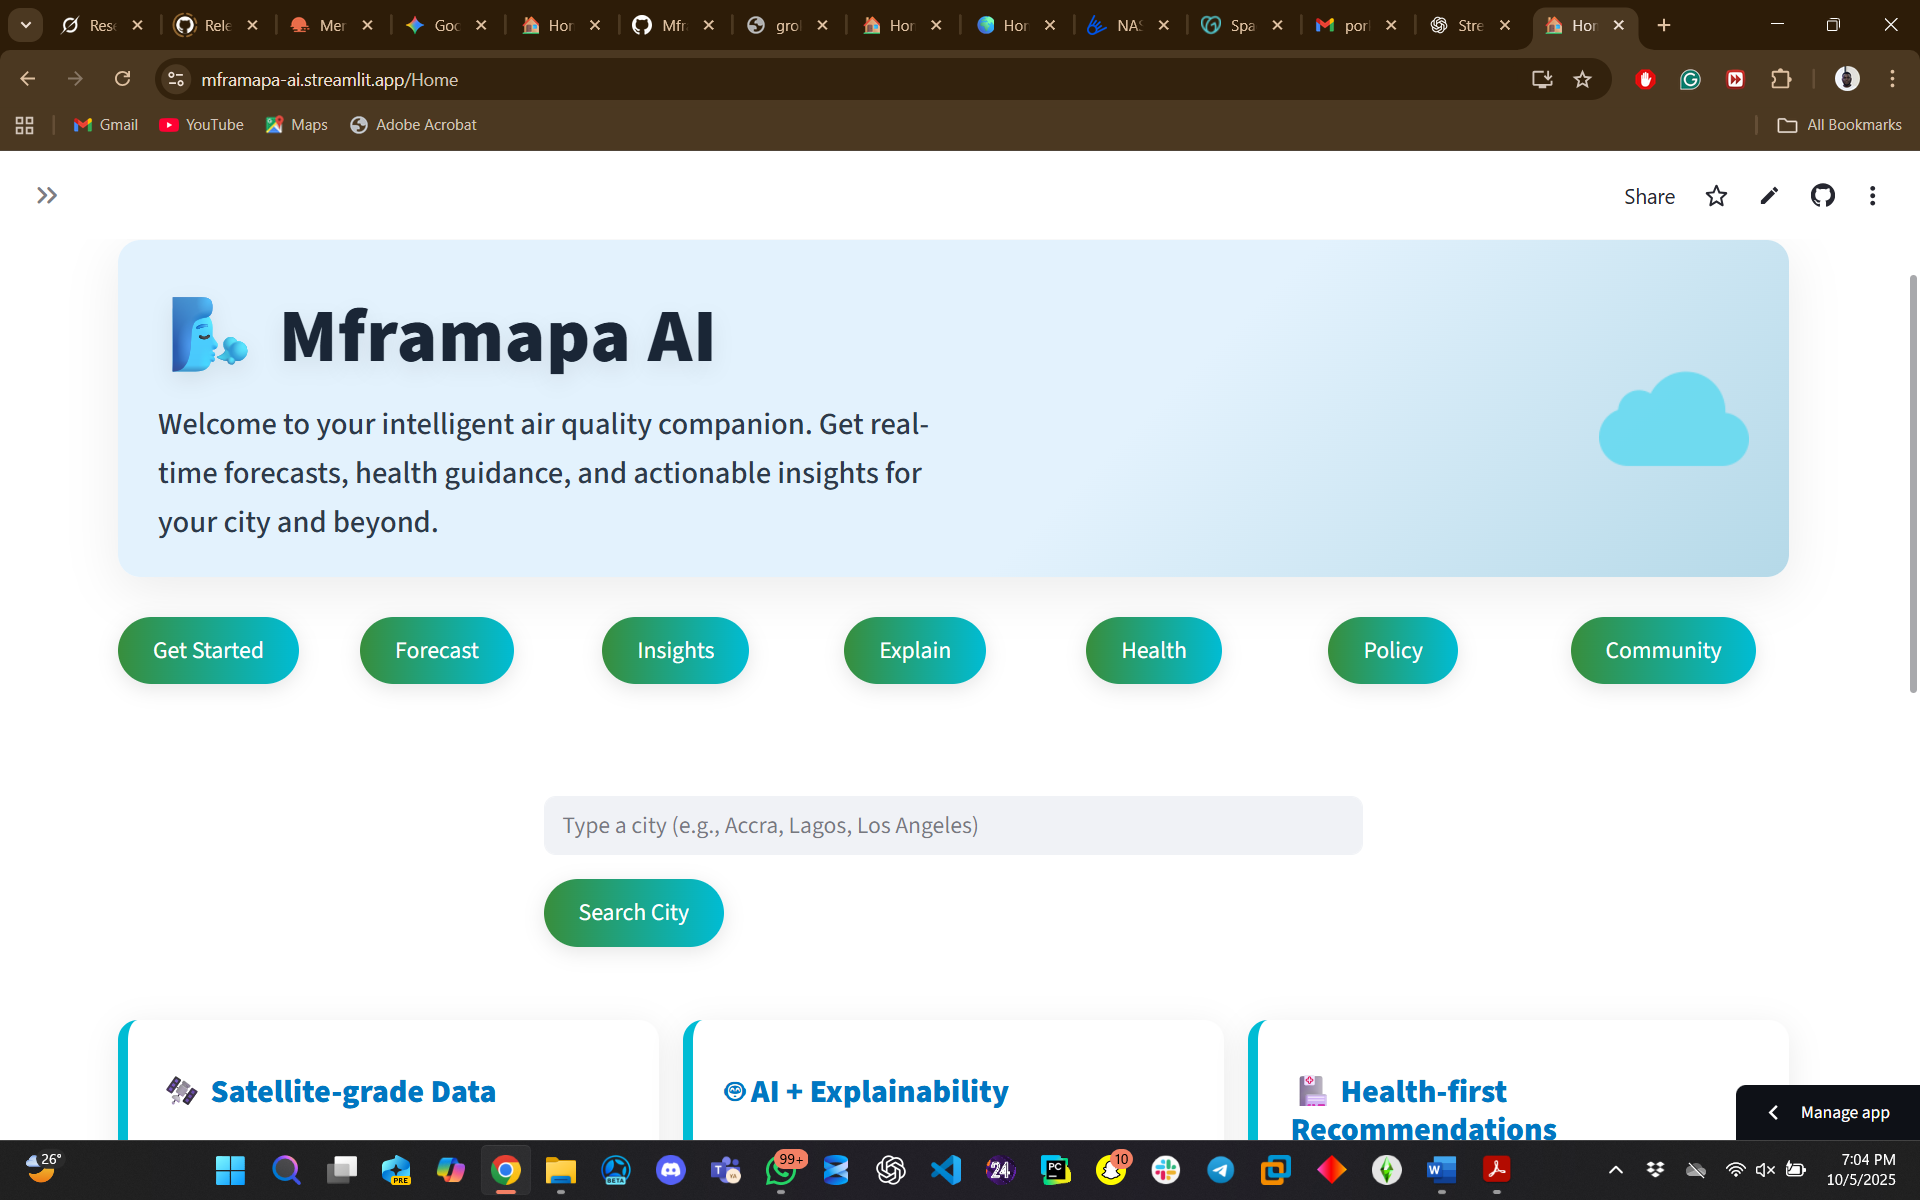 Rese
Rele
Mer
Goo
Hor
Mfr
gro
Hor
Hor
NAS
Spa
por
Stre
Hor
mframapa-ai.streamlit.app/Home
Gmail
YouTube
Maps
Adobe Acrobat
All Bookmarks
Share
Mframapa AI
Welcome to your intelligent air quality companion. Get real-
time forecasts, health guidance, and actionable insights for
your city and beyond.
Get Started
Forecast
Insights
Explain
Health
Policy
Community
Type a city (e.g., Accra, Lagos, Los Angeles)
Search City
Satellite-grade Data
AI + Explainability
Health-first
Recommendations
Manage app
26°
PRE
BETA
YA
99+
24
PC
10
7:04 PM
10/5/2025